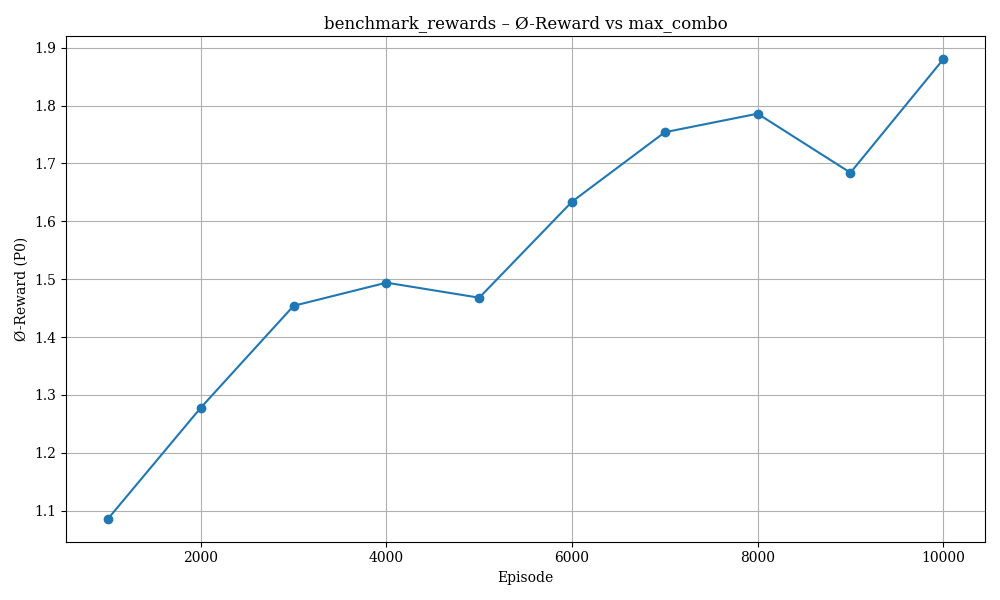 benchmark_rewards – Ø-Reward vs max_combo
Ø-Reward (P0)
1.9
1.8
1.7
1.6
1.5
1.4
1.3
1.2
1.1
2000 4000 6000 8000 10000
Episode